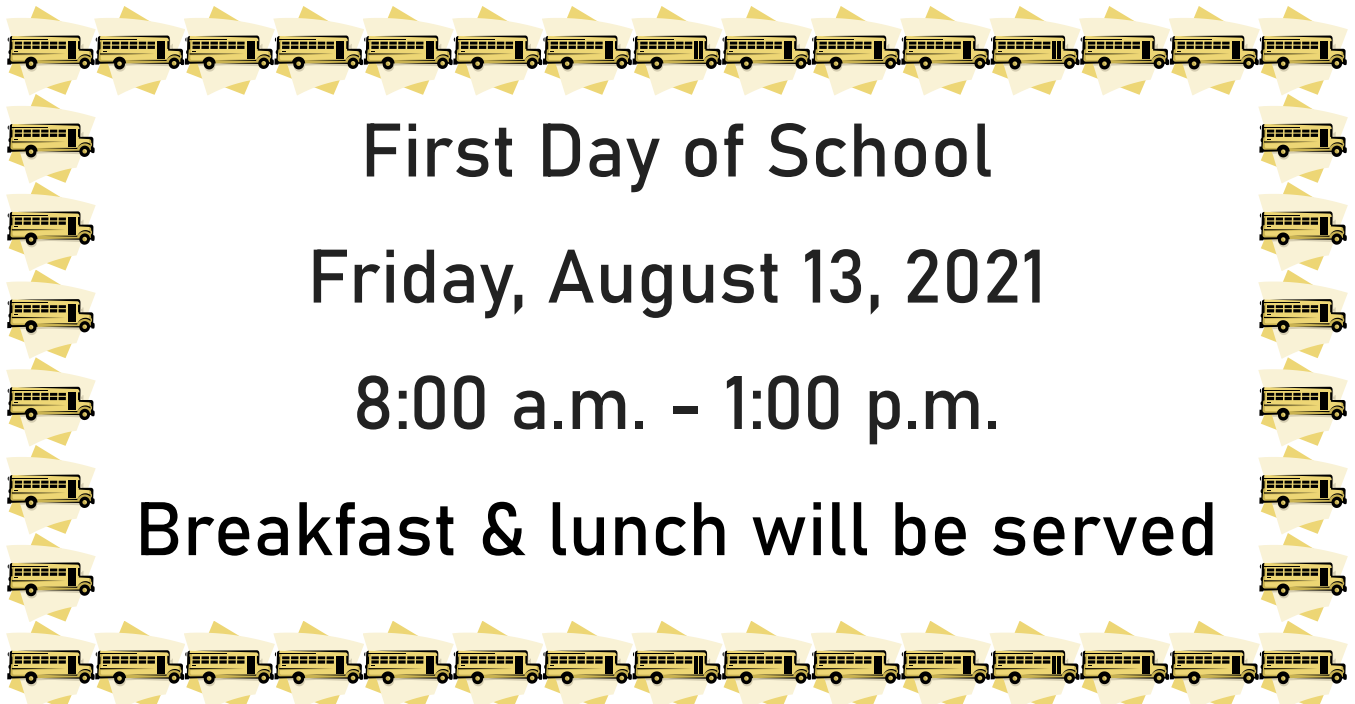 First Day of School
Friday, August 13, 2021
8:00 a.m. - 1:00 p.m.
Breakfast & lunch will be served